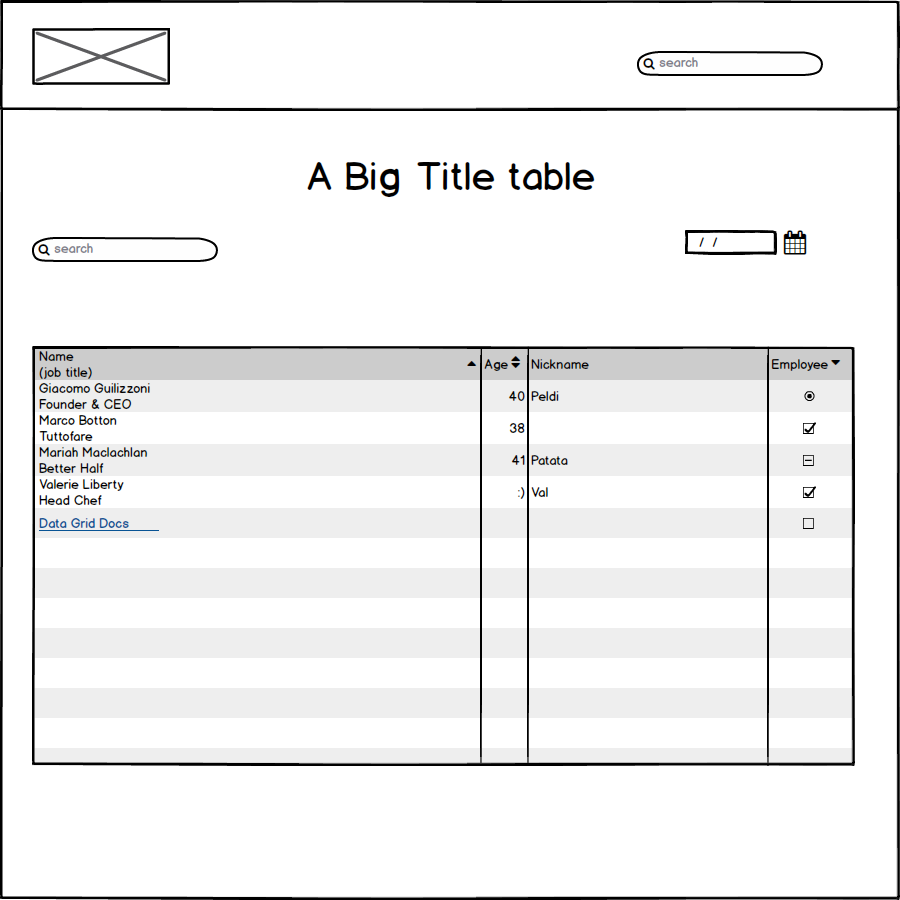 search
A Big Title table
search
/ /
Name
(job title)
Age
Nickname
Employee
Giacomo Guilizzoni
Founder & CEO
40
Peldi
Marco Botton
Tuttofare
38
Mariah Maclachlan
Better Half
41
Patata
Valerie Liberty
Head Chef
:)
Val
Data Grid Docs